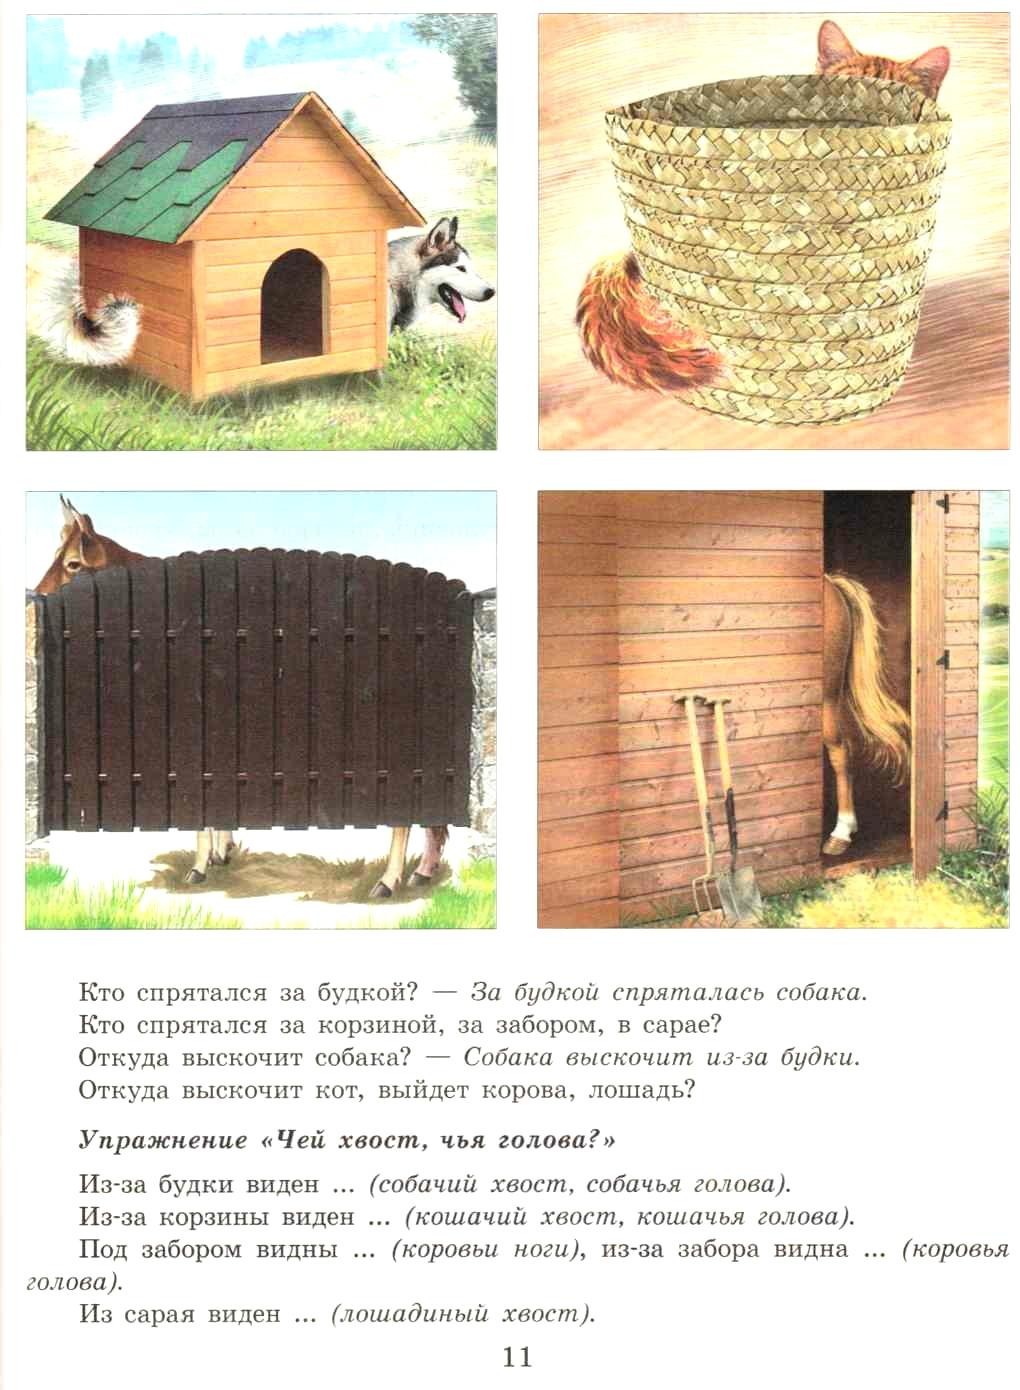 Кто спрятался за будкой? — За будкой спряталась собака.
Кто спрятался за корзиной, за забором, в сарае?
Откуда выскочит собака? — Собака выскочит из-за будки.
Откуда выскочит кот, выйдет корова, лошадь?
Упражнение «Чей хвост, чья голова?»
Из-за будки виден ... (собачий хвост, собачья голова).
Из-за корзины виден ... (кошачий хвост, кошачья голова).
Под забором видны ... (коровьи ноги), из-за забора видна ... (коровья
голова).
Из сарая виден ... (лошадиный хвост).
11